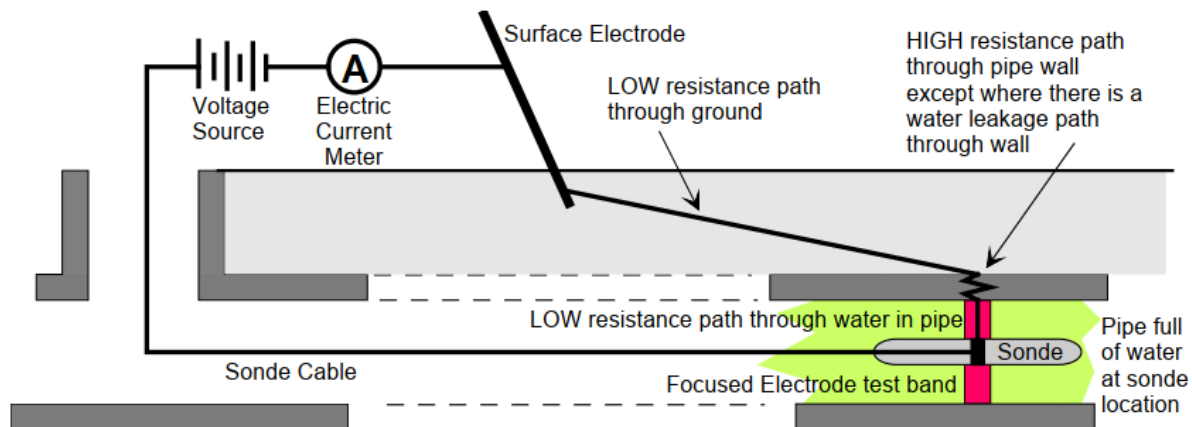 Surface Electrode
A
Voltage
Source
Electric
Current
Meter
LOW resistance path
through ground
HIGH resistance path
through pipe wall
except where there is a
water leakage path
through wall
LOW resistance path through water in pipe
Sonde
Sonde Cable
Focused Electrode test band
Pipe full
of water
at sonde
location